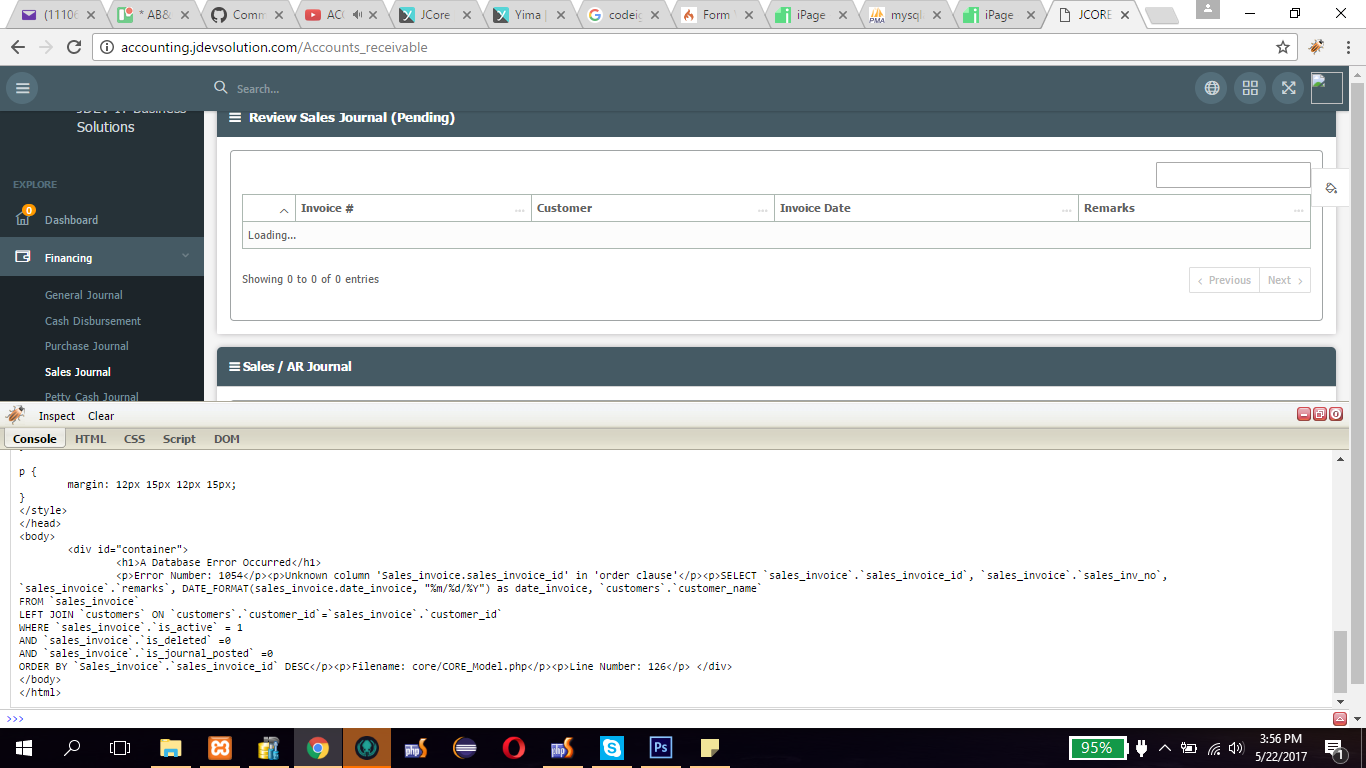 (11106
* AB&
Comm
ACC
JCore
Yima |
codeig
Form
iPage
mysql
iPage
JCORE
accounting.jdevsolution.com/Accounts_receivable
Search...
Solutions
EXPLORE
0
Dashboard
Financing
General Journal
Cash Disbursement
Purchase Journal
Sales Journal
Petty Cash Journal
Review Sales Journal (Pending)
Invoice # ... Customer ... Invoice Date ... Remarks ...
Loading...
Showing 0 to 0 of 0 entries
‹ Previous Next ›
Sales / AR Journal
Inspect Clear
Console HTML CSS Script DOM
p {
margin: 12px 15px 12px 15px;
}
</style>
</head>
<body>
<div id="container">
<h1>A Database Error Occurred</h1>
<p>Error Number: 1054</p><p>Unknown column 'Sales_invoice.sales_invoice_id' in 'order clause'</p><p>SELECT `sales_invoice`.`sales_invoice_id`, `sales_invoice`.`sales_inv_no`,
`sales_invoice`.`remarks`, DATE_FORMAT(sales_invoice.date_invoice, "%m/%d/%Y") as date_invoice, `customers`.`customer_name`
FROM `sales_invoice`
LEFT JOIN `customers` ON `customers`.`customer_id`=`sales_invoice`.`customer_id`
WHERE `sales_invoice`.`is_active` = 1
AND `sales_invoice`.`is_deleted` =0
AND `sales_invoice`.`is_journal_posted` =0
ORDER BY `Sales_invoice`.`sales_invoice_id` DESC</p><p>Filename: core/CORE_Model.php</p><p>Line Number: 126</p> </div>
</body>
</html>
>>>
php
php
Ps
95%
3:56 PM
5/22/2017
1